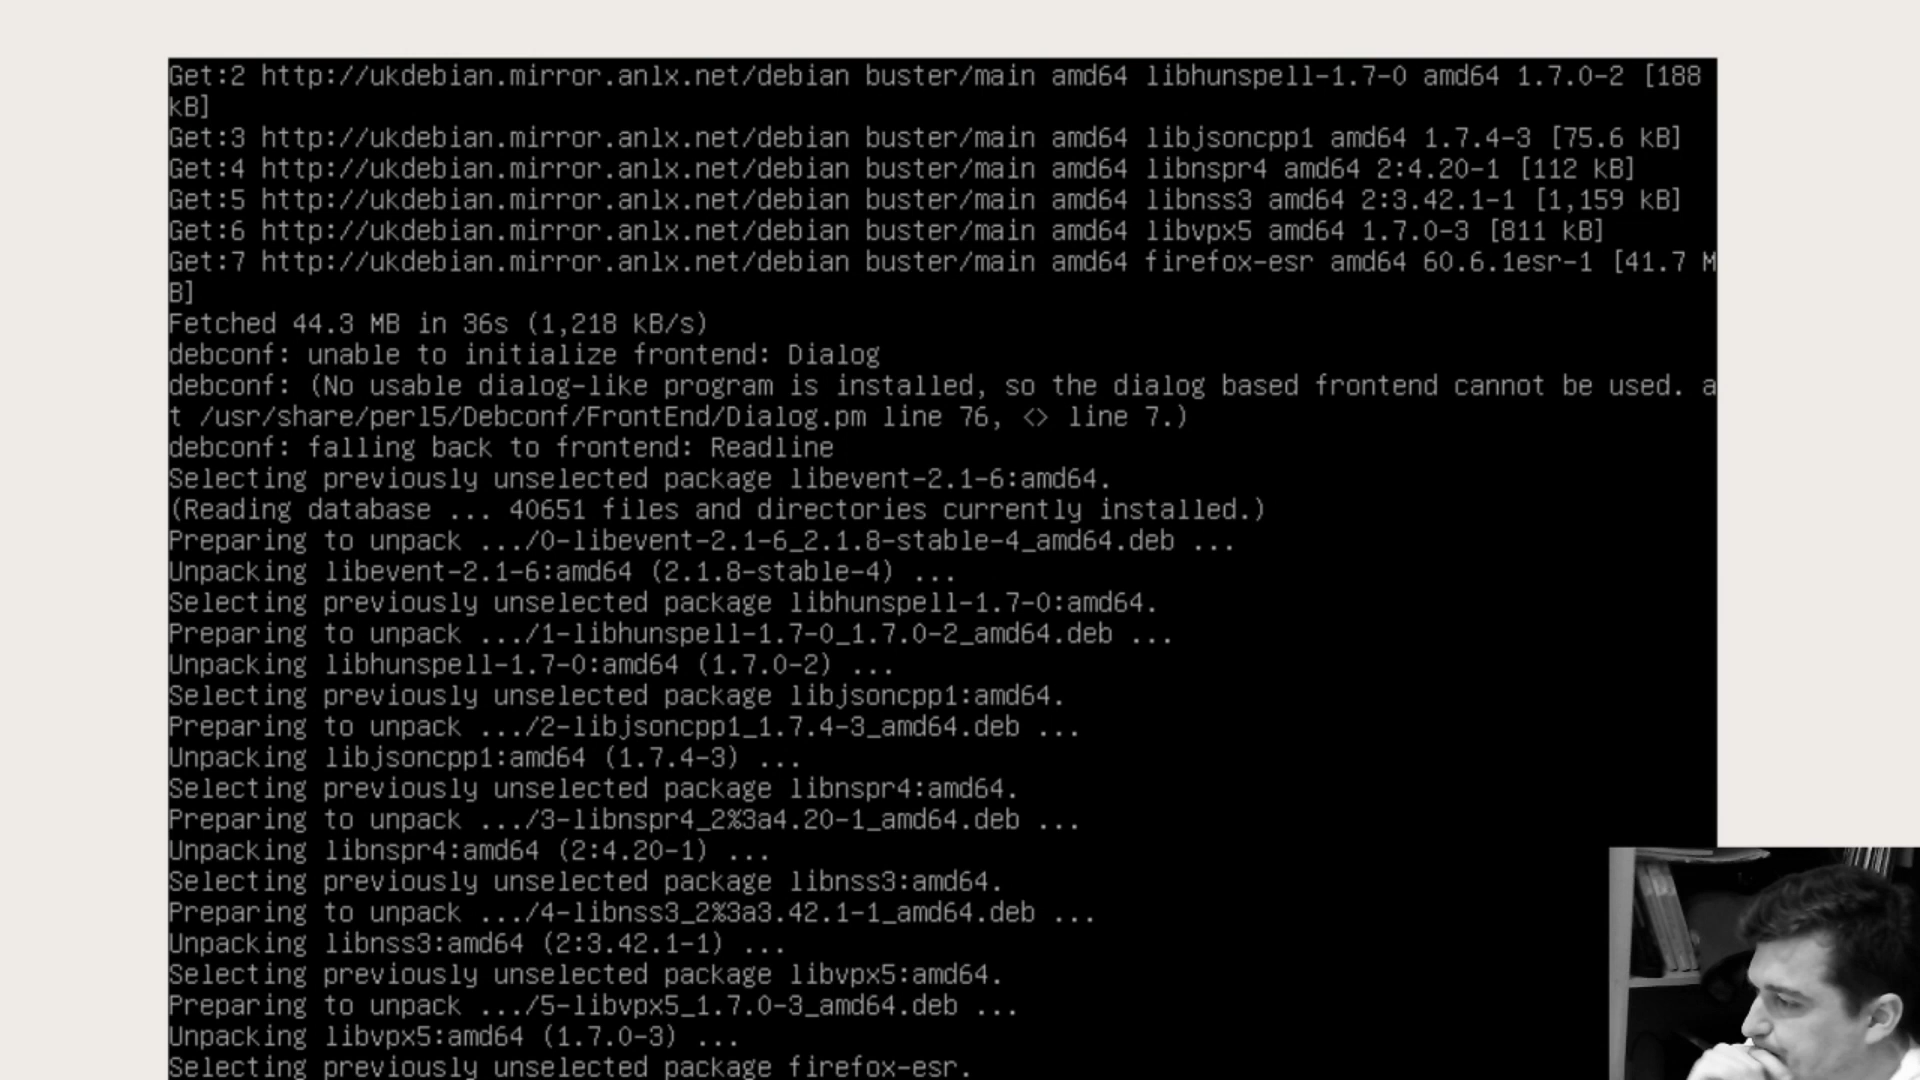 Get:2 http://ukdebian.mirror.anlx.net/debian buster/main amd64 libhunspell-1.7-0 amd64 1.7.0-2 [188
kB]
Get:3 http://ukdebian.mirror.anlx.net/debian buster/main amd64 libjsoncpp1 amd64 1.7.4-3 [75.6 kB]
Get:4 http://ukdebian.mirror.anlx.net/debian buster/main amd64 libnspr4 amd64 2:4.20-1 [112 kB]
Get:5 http://ukdebian.mirror.anlx.net/debian buster/main amd64 libnss3 amd64 2:3.42.1-1 [1,159 kB]
Get:6 http://ukdebian.mirror.anlx.net/debian buster/main amd64 libvpx5 amd64 1.7.0-3 [811 kB]
Get:7 http://ukdebian.mirror.anlx.net/debian buster/main amd64 firefox-esr amd64 60.6.1esr-1 [41.7 M
B]
Fetched 44.3 MB in 36s (1,218 kB/s)
debconf: unable to initialize frontend: Dialog
debconf: (No usable dialog-like program is installed, so the dialog based frontend cannot be used. a
t /usr/share/perl5/Debconf/FrontEnd/Dialog.pm line 76, <> line 7.)
debconf: falling back to frontend: Readline
Selecting previously unselected package libevent-2.1-6:amd64.
(Reading database ... 40651 files and directories currently installed.)
Preparing to unpack .../0-libevent-2.1-6_2.1.8-stable-4_amd64.deb ...
Unpacking libevent-2.1-6:amd64 (2.1.8-stable-4) ...
Selecting previously unselected package libhunspell-1.7-0:amd64.
Preparing to unpack .../1-libhunspell-1.7-0_1.7.0-2_amd64.deb ...
Unpacking libhunspell-1.7-0:amd64 (1.7.0-2) ...
Selecting previously unselected package libjsoncpp1:amd64.
Preparing to unpack .../2-libjsoncpp1_1.7.4-3_amd64.deb ...
Unpacking libjsoncpp1:amd64 (1.7.4-3) ...
Selecting previously unselected package libnspr4:amd64.
Preparing to unpack .../3-libnspr4_2%3a4.20-1_amd64.deb ...
Unpacking libnspr4:amd64 (2:4.20-1) ...
Selecting previously unselected package libnss3:amd64.
Preparing to unpack .../4-libnss3_2%3a3.42.1-1_amd64.deb ...
Unpacking libnss3:amd64 (2:3.42.1-1) ...
Selecting previously unselected package libvpx5:amd64.
Preparing to unpack .../5-libvpx5_1.7.0-3_amd64.deb ...
Unpacking libvpx5:amd64 (1.7.0-3) ...
Selecting previously unselected package firefox-esr.